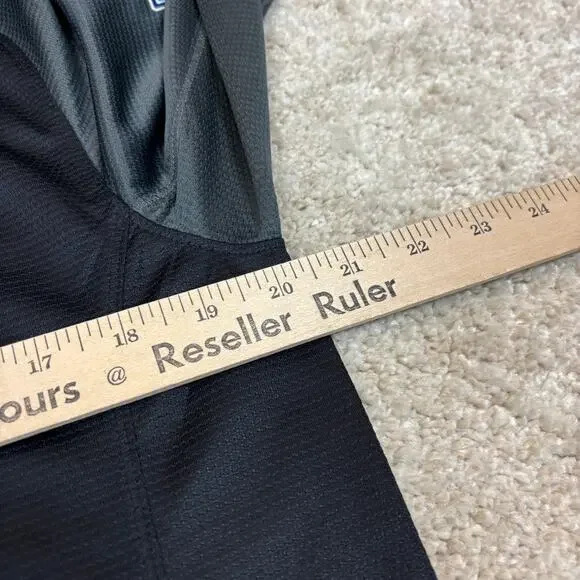 17 18 19 20 21 22 23 24
ours @ Reseller Ruler